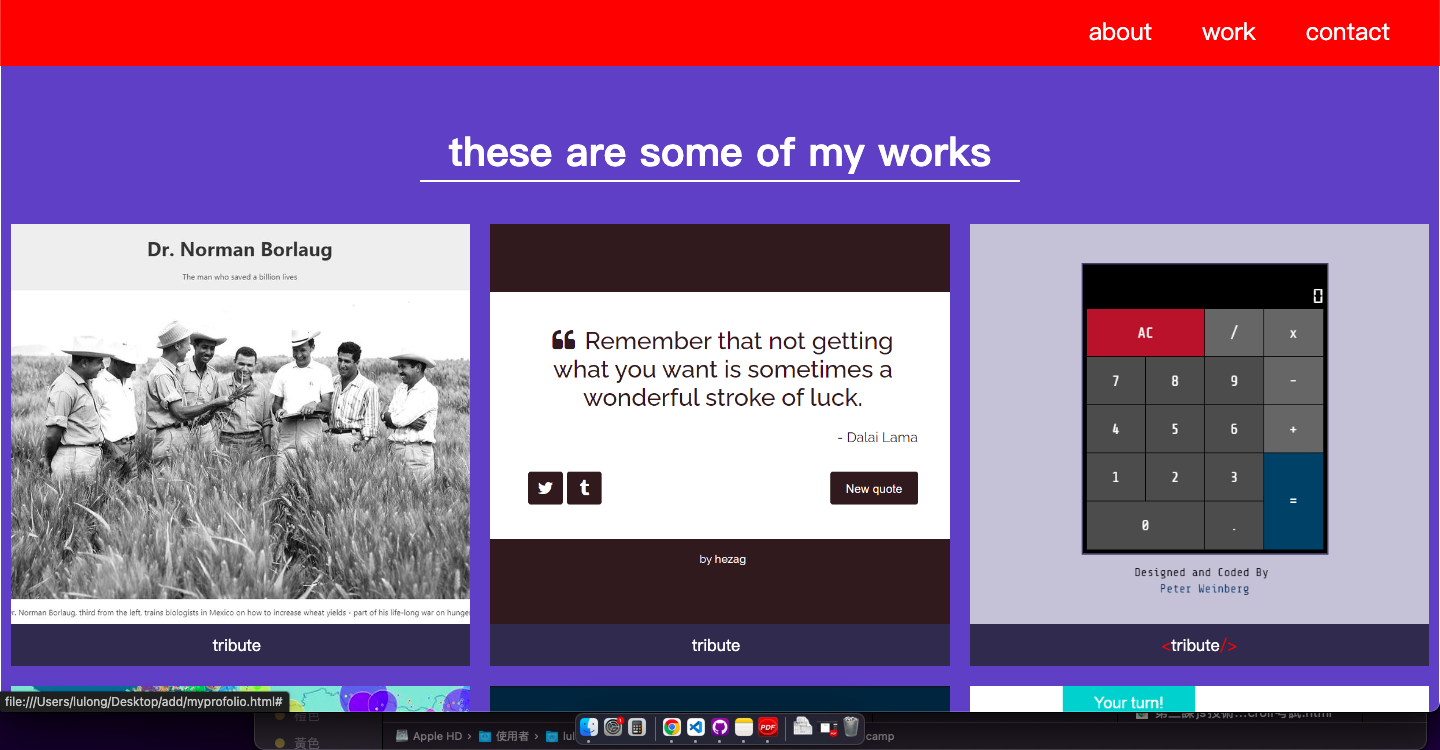 about work contact
these are some of my works
Dr. Norman Borlaug
The man who saved a billion lives
r. Norman Borlaug, third from the left, trains biologists in Mexico on how to increase wheat yields - part of his life-long war on hunger
tribute
“ Remember that not getting
what you want is sometimes a
wonderful stroke of luck.
- Dalai Lama
New quote
by hezag
tribute
0
AC / x
7 8 9 -
4 5 6 +
1 2 3 =
0 .
Designed and Coded By
Peter Weinberg
<tribute/>
Your turn!
file:///Users/lulong/Desktop/add/myprofolio.html#
橙色
黃色
Apple HD › 使用者 › lul
camp
PDF
1